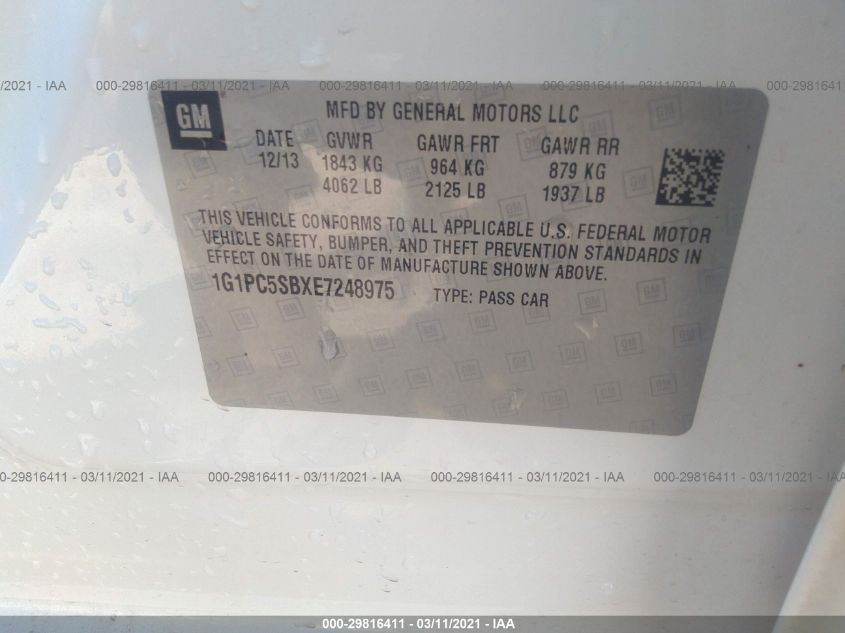 000-29816411 - 03/11/2021 - IAA
GM
MFD BY GENERAL MOTORS LLC
DATE GVWR GAWR FRT GAWR RR
12/13 1843 KG 964 KG 879 KG
4062 LB 2125 LB 1937 LB
THIS VEHICLE CONFORMS TO ALL APPLICABLE U.S. FEDERAL MOTOR
VEHICLE SAFETY, BUMPER, AND THEFT PREVENTION STANDARDS IN
EFFECT ON THE DATE OF MANUFACTURE SHOWN ABOVE.
1G1PC5SBXE7248975 TYPE: PASS CAR
000-29816411 - 03/11/2021 - IAA
000-29816411 - 03/11/2021 - IAA